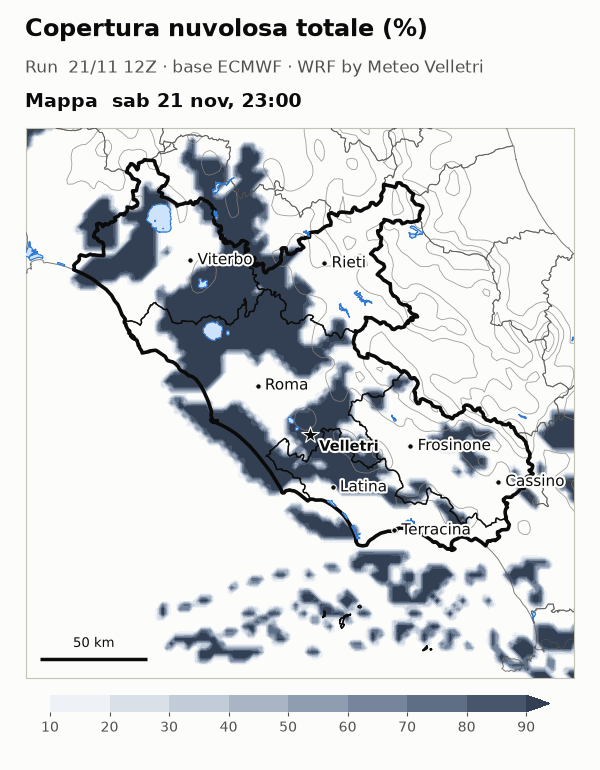 Copertura nuvolosa totale (%)
Run  21/11 12Z · base ECMWF · WRF by Meteo Velletri
Mappa  sab 21 nov, 23:00
Viterbo
Rieti
Roma
Velletri
Frosinone
Latina
Cassino
Terracina
50 km
10 20 30 40 50 60 70 80 90